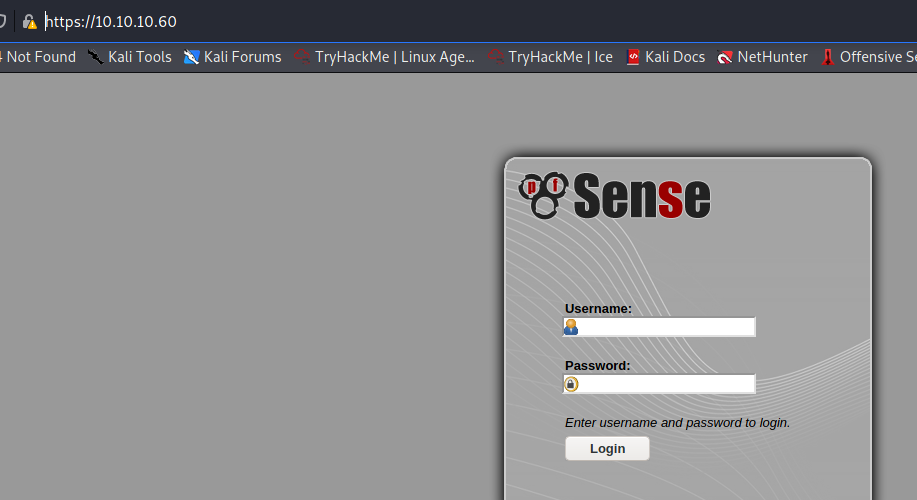 https://10.10.10.60
4 Not Found Kali Tools Kali Forums TryHackMe | Linux Age... TryHackMe | Ice Kali Docs NetHunter Offensive Se
pf Sense
Username:
Password:
Enter username and password to login.
Login